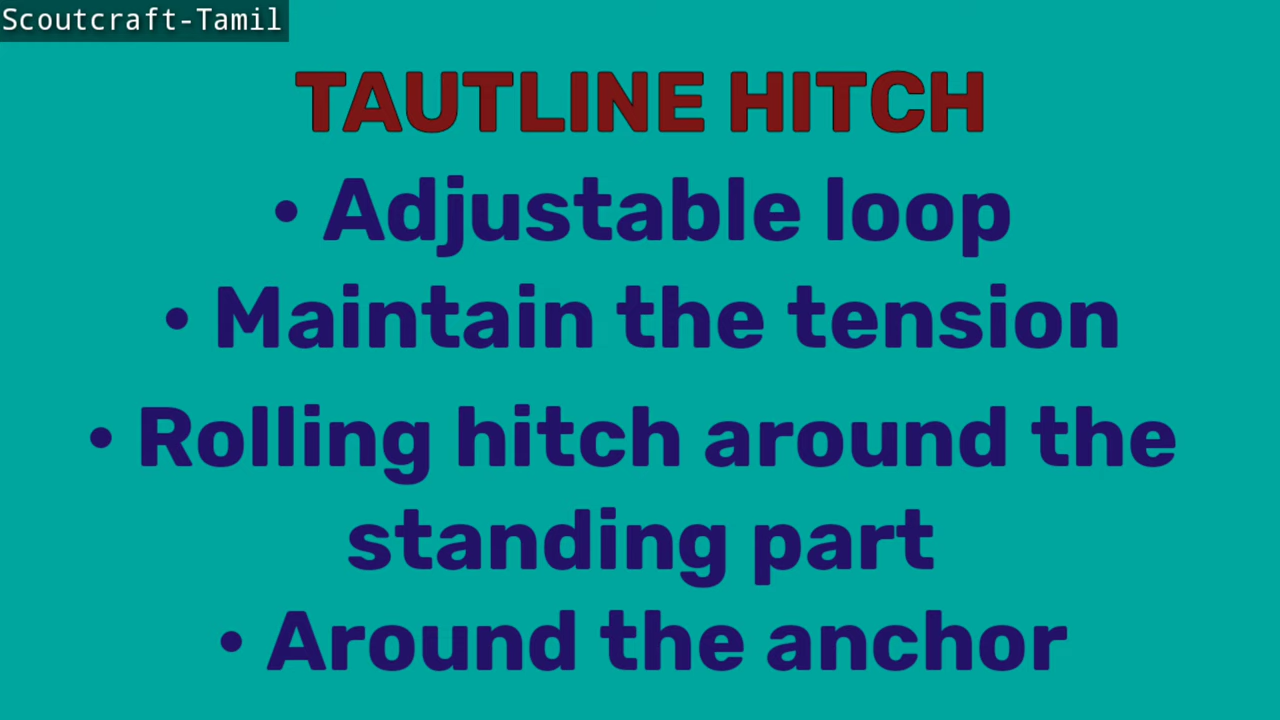 Scoutcraft-Tamil
TAUTLINE HITCH
• Adjustable loop
• Maintain the tension
• Rolling hitch around the
standing part
• Around the anchor